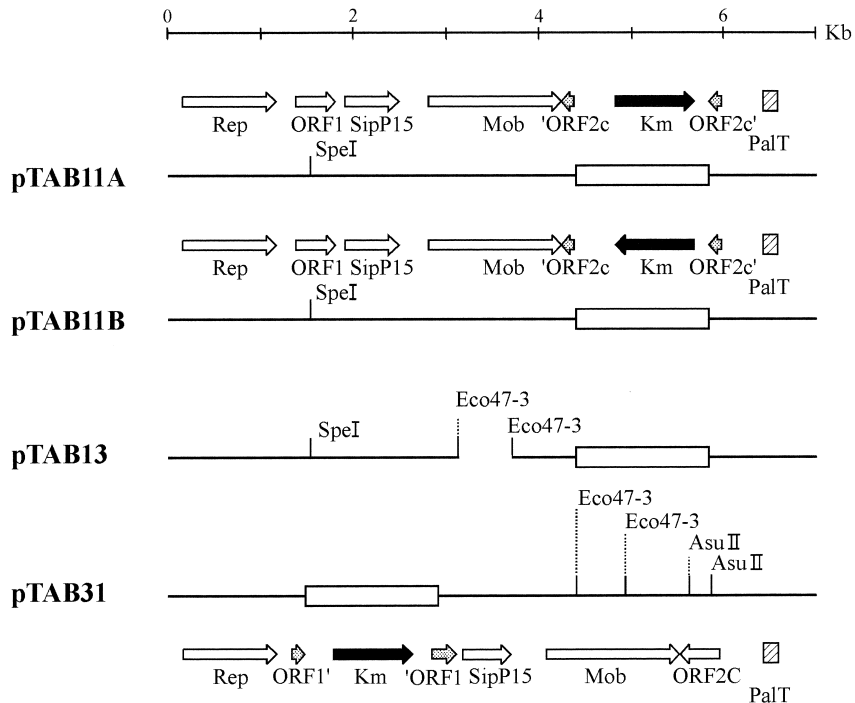 0 2 4 6 Kb
Rep ORF1 SipP15 Mob 'ORF2c Km ORF2c' PalT
SpeⅠ
pTAB11A
Rep ORF1 SipP15 Mob 'ORF2c Km ORF2c' PalT
SpeⅠ
pTAB11B
Eco47-3
SpeⅠ Eco47-3
pTAB13
Eco47-3
Eco47-3
AsuⅡ
AsuⅡ
pTAB31
Rep ORF1' Km 'ORF1 SipP15 Mob ORF2C
PalT